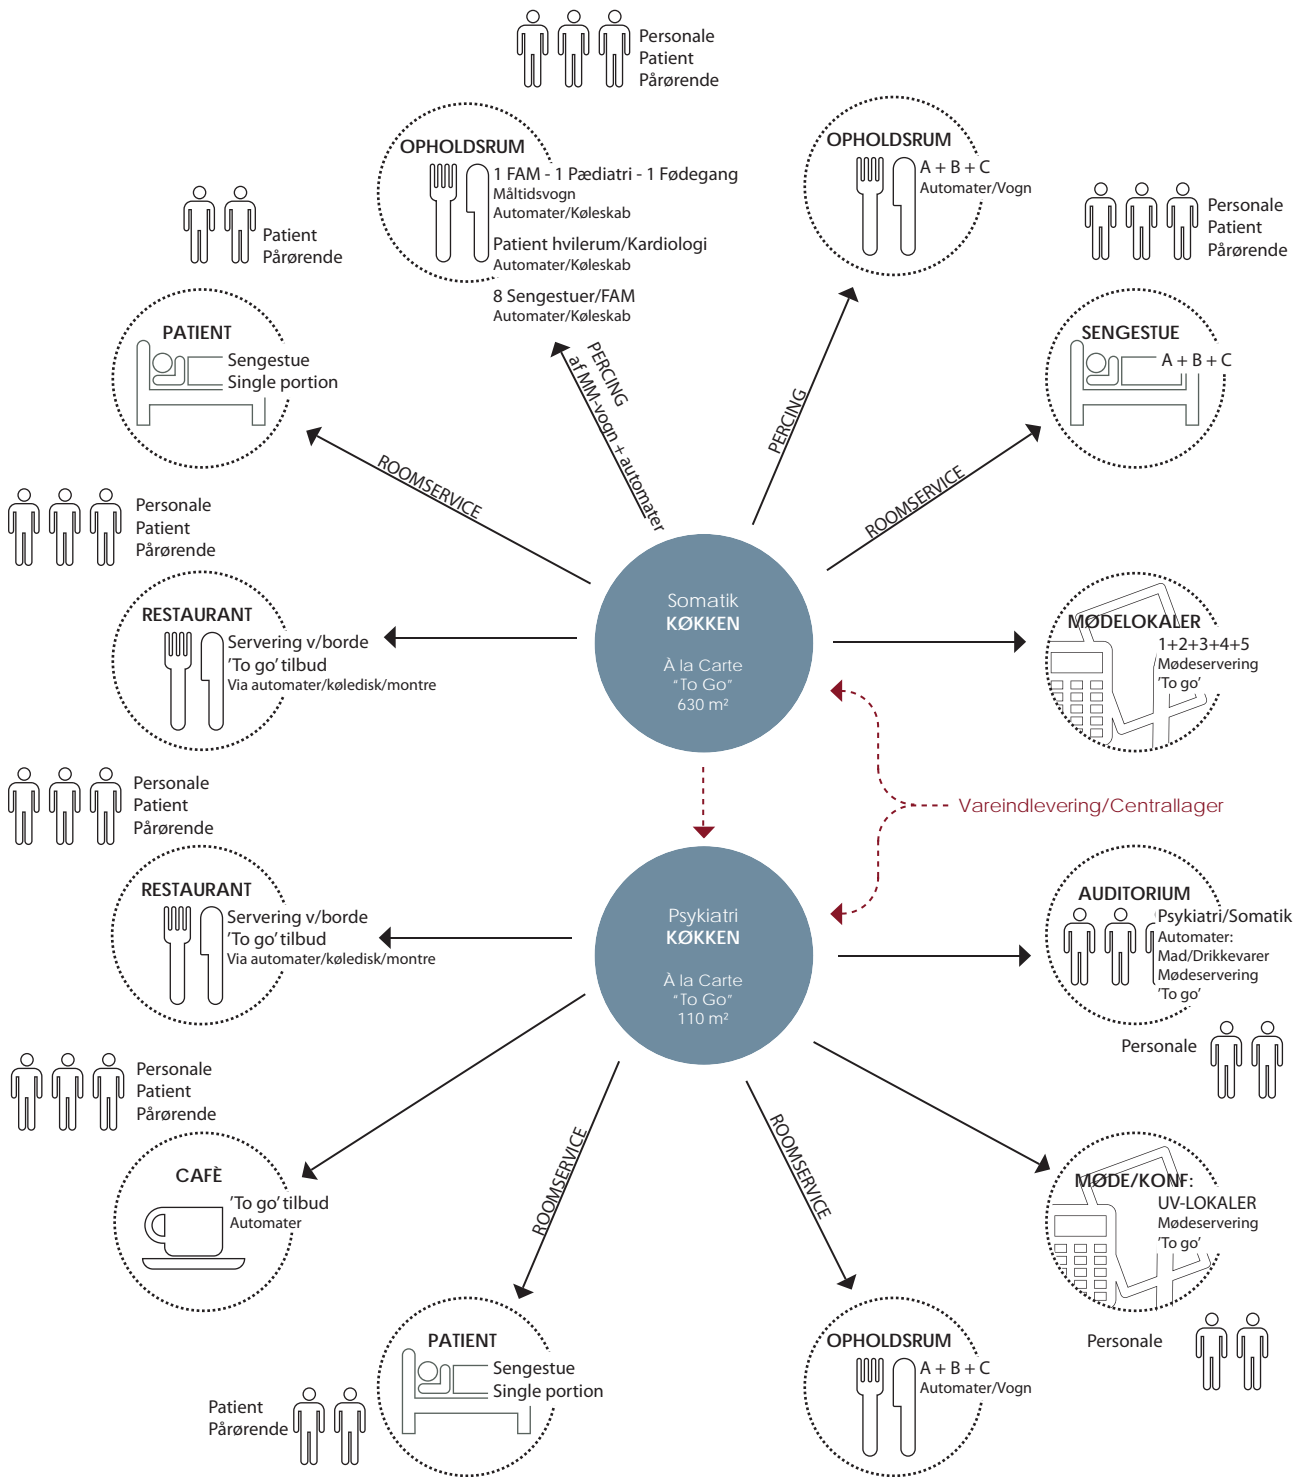 Personale
Patient
Pårørende
OPHOLDSRUM
1 FAM - 1 Pædiatri - 1 Fødegang
Måltidsvogn
Automater/Køleskab
Patient hvilerum/Kardiologi
Automater/Køleskab
8 Sengestuer/FAM
Automater/Køleskab
OPHOLDSRUM
A + B + C
Automater/Vogn
Patient
Pårørende
Personale
Patient
Pårørende
PATIENT
Sengestue
Single portion
SENGESTUE
A + B + C
ROOMSERVICE
PERCING
af MM-vogn + automater
PERCING
ROOMSERVICE
Personale
Patient
Pårørende
RESTAURANT
Servering v/borde
'To go' tilbud
Via automater/køledisk/montre
Somatik
KØKKEN
À la Carte
"To Go"
630 m²
MØDELOKALER
1+2+3+4+5
Mødeservering
'To go'
Vareindlevering/Centrallager
Personale
Patient
Pårørende
RESTAURANT
Servering v/borde
'To go' tilbud
Via automater/køledisk/montre
Psykiatri
KØKKEN
À la Carte
"To Go"
110 m²
AUDITORIUM
Psykiatri/Somatik
Automater:
Mad/Drikkevarer
Mødeservering
'To go'
Personale
Personale
Patient
Pårørende
CAFÈ
'To go' tilbud
Automater
ROOMSERVICE
ROOMSERVICE
MØDE/KONF:
UV-LOKALER
Mødeservering
'To go'
Personale
PATIENT
Sengestue
Single portion
Patient
Pårørende
OPHOLDSRUM
A + B + C
Automater/Vogn